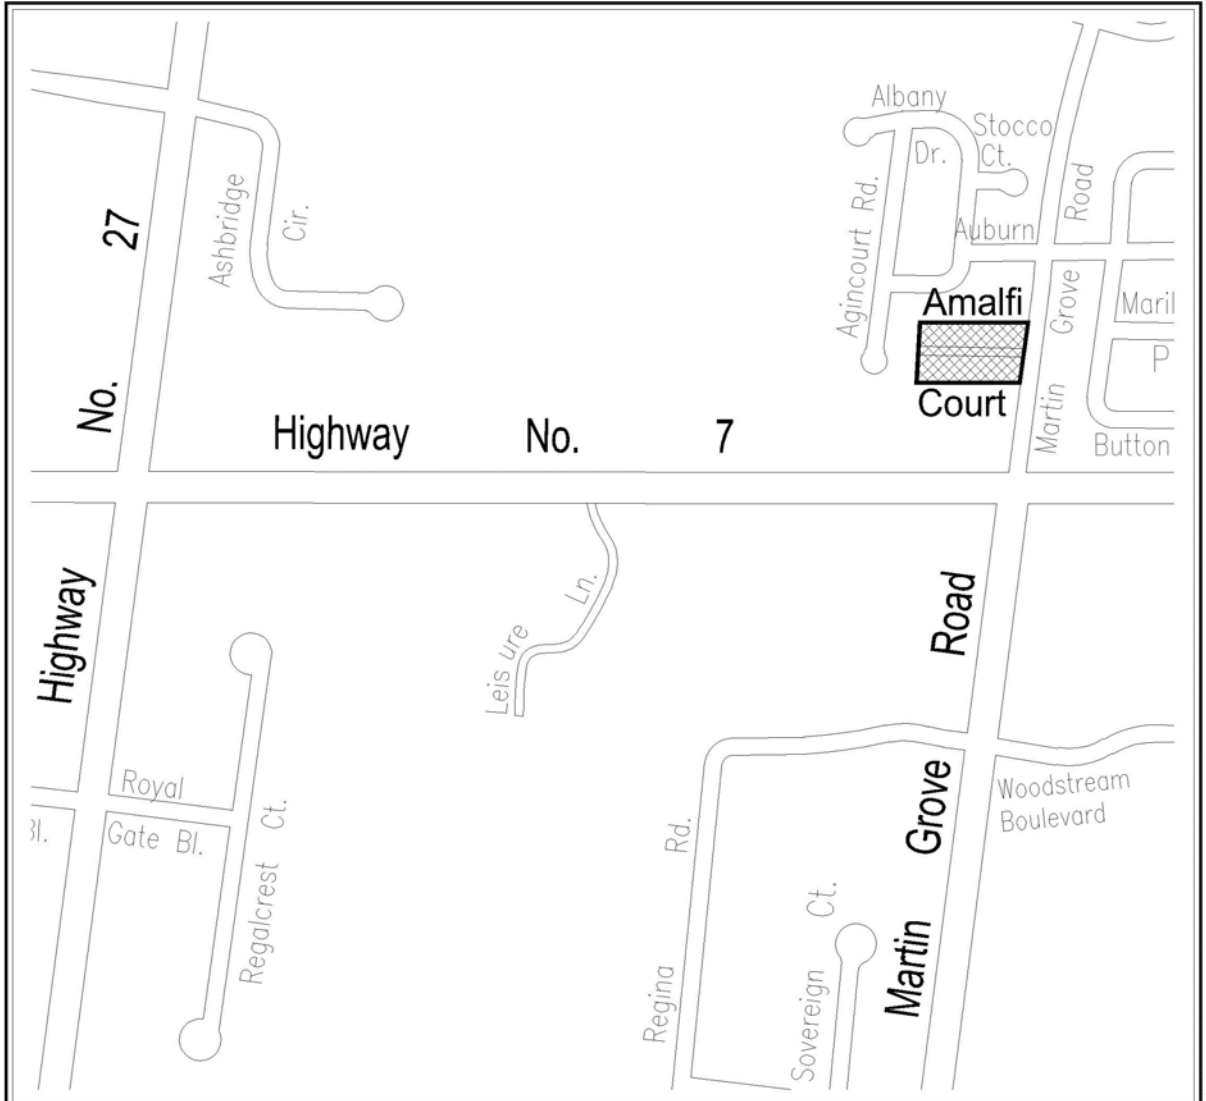 Albany
Stocco
Dr.
Ct.
Road
27
Ashbridge
Cir.
Agincourt Rd.
Auburn
Amalfi
Grove
Maril
P
No.
Court
Martin
Button
Highway No. 7
Highway
Ln.
Leis ure
Road
Royal
Gate Bl.
Ct.
Regalcrest
Grove
Woodstream
Boulevard
Rd.
Regina
Ct.
Sovereign
Martin